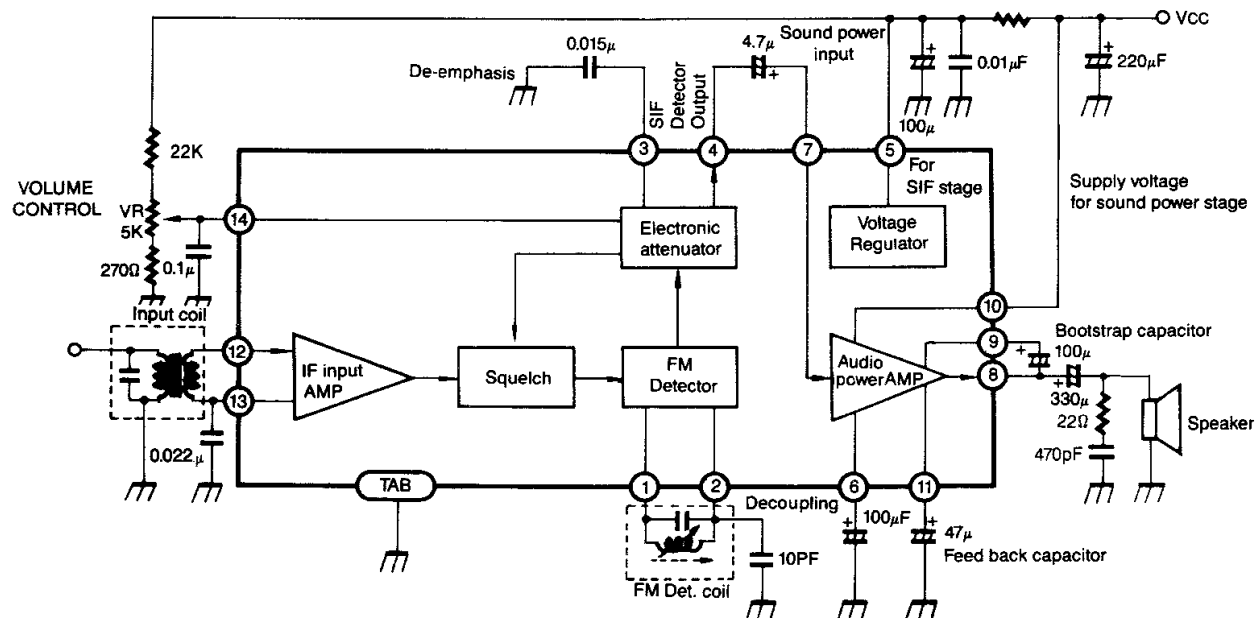 VCC
0.015μ
4.7μ
Sound power
input
De-emphasis
0.01μF
220μF
SIF
Detector
Output
100μ
3
4
7
5
For
SIF stage
22K
VOLUME
CONTROL
VR
5K
14
Electronic
attenuator
Voltage
Regulator
Supply voltage
for sound power stage
270Ω
0.1μ
Input coil
10
12
IF input
AMP
Squelch
FM
Detector
Audio
powerAMP
9
Bootstrap capacitor
100μ
8
13
330μ
22Ω
Speaker
0.022μ
470pF
TAB
1
2
Decoupling
6
11
100μF
47μ
Feed back capacitor
10PF
FM Det. coil